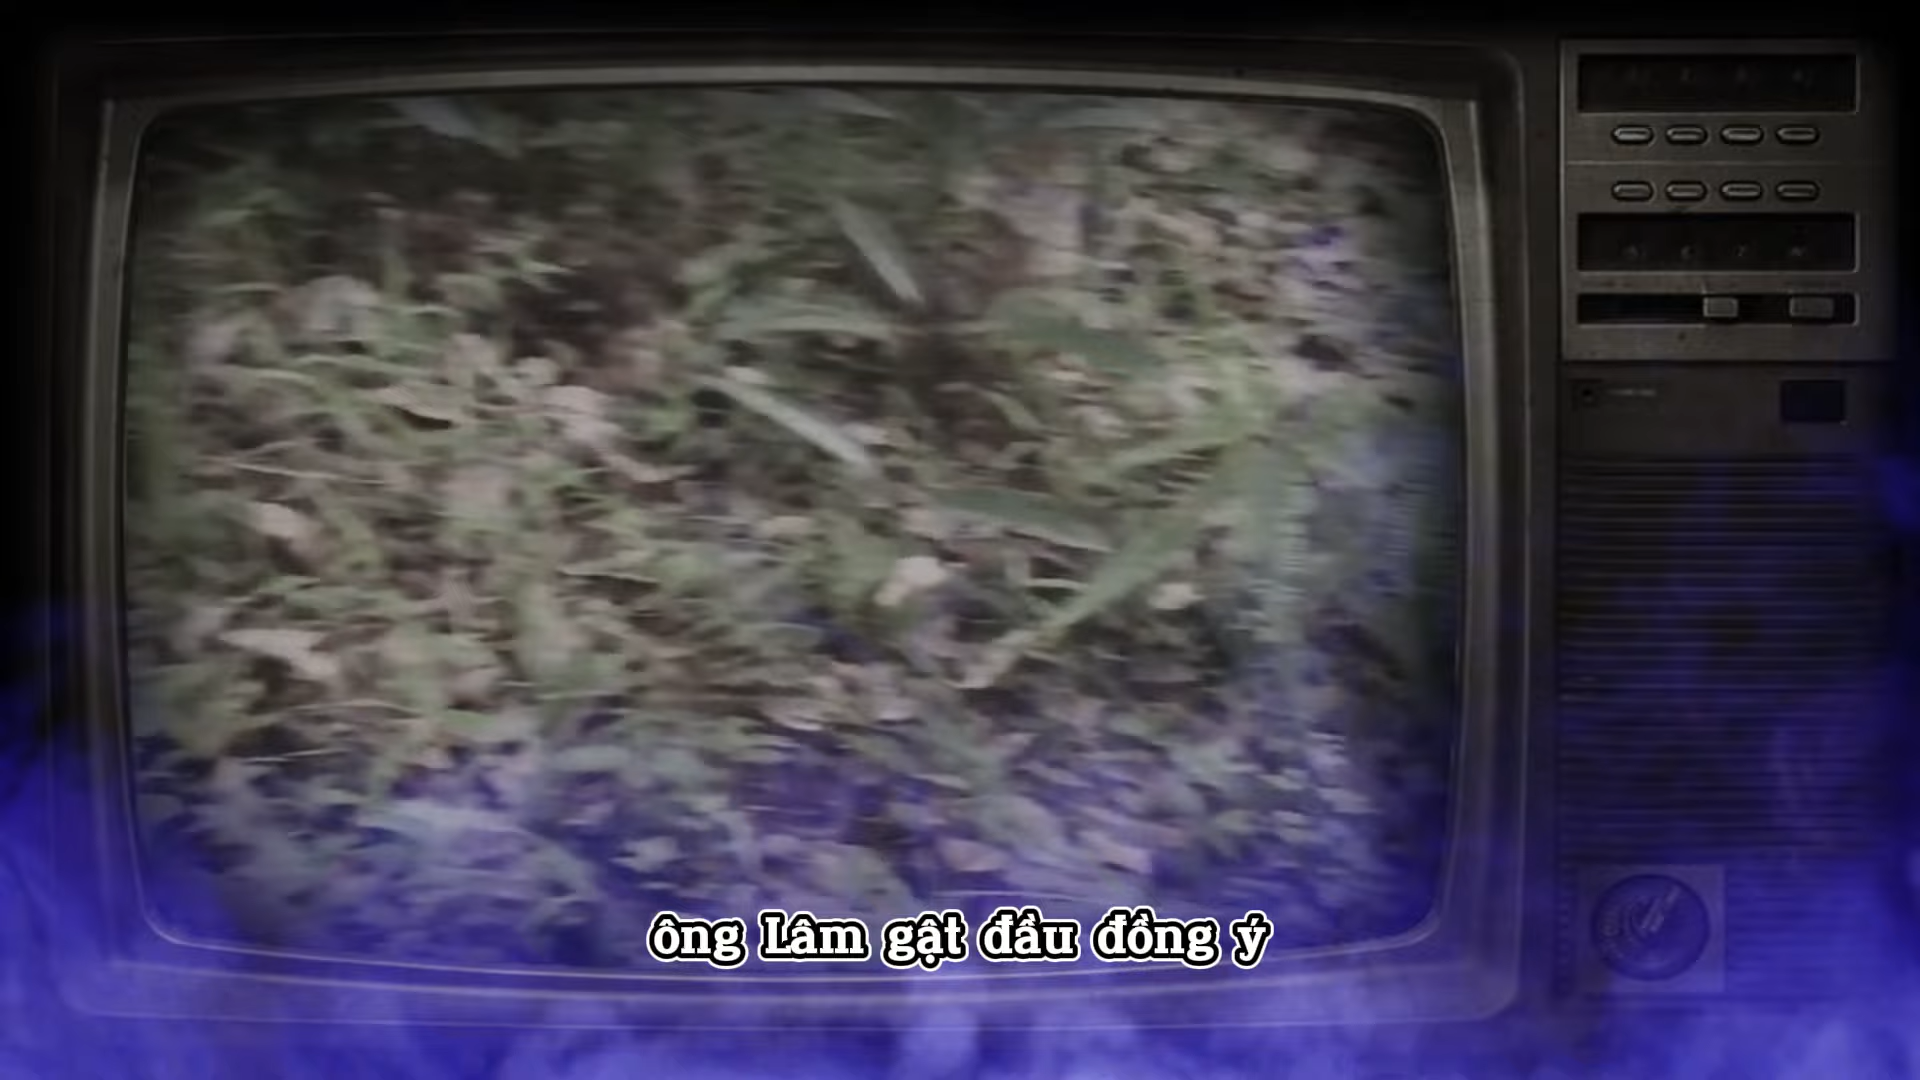 ông Lâm gật đầu đồng ý